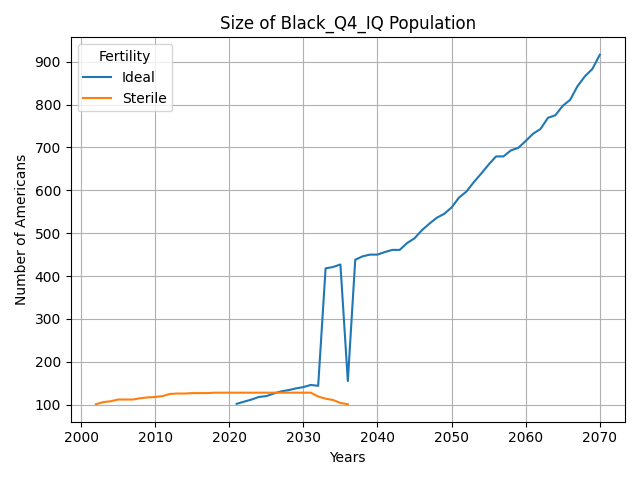 Size of Black_Q4_IQ Population
Fertility
Ideal
Sterile
Number of Americans
900
800
700
600
500
400
300
200
100
2000 2010 2020 2030 2040 2050 2060 2070
Years